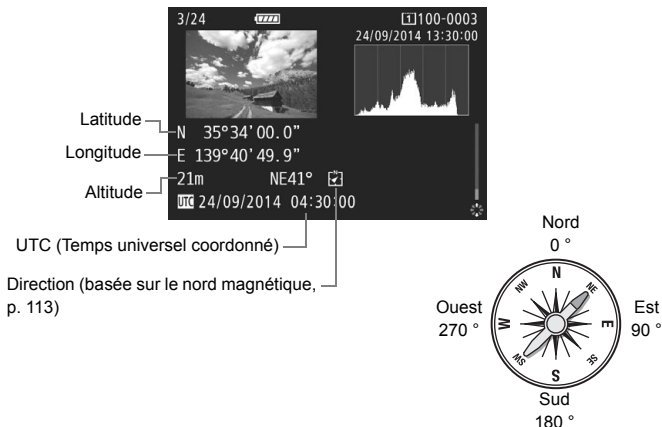 3/24
1 100-0003
24/09/2014 13:30:00
Latitude
N 35°34'00.0"
Longitude
E 139°40'49.9"
Altitude
21m NE41°
UTC 24/09/2014 04:30:00
UTC (Temps universel coordonné)
Direction (basée sur le nord magnétique,
p. 113)
Nord
0 °
N
NW
NE
Ouest
270 °
W
E
Est
90 °
SW
SE
S
Sud
180 °